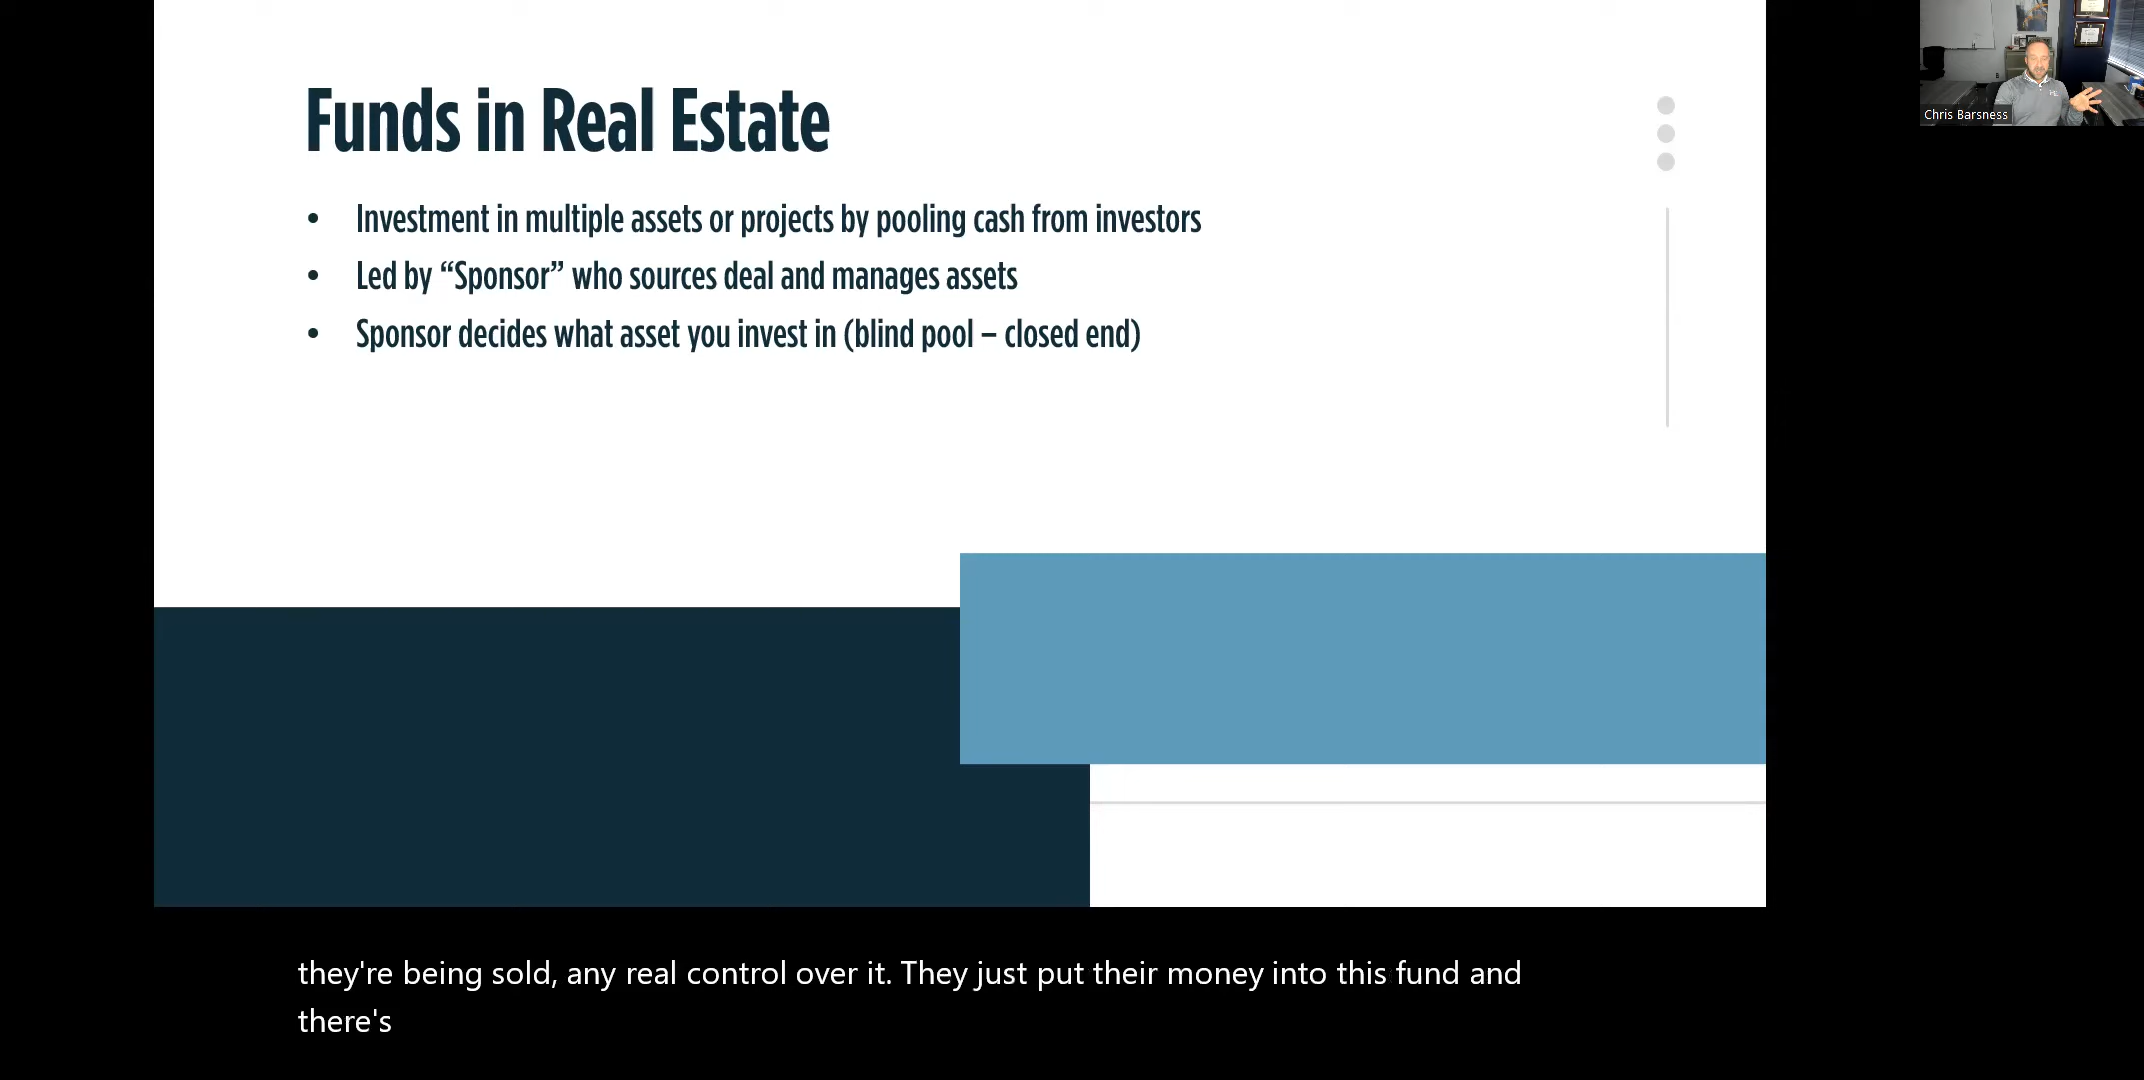 Funds in Real Estate
• Investment in multiple assets or projects by pooling cash from investors
• Led by “Sponsor” who sources deal and manages assets
• Sponsor decides what asset you invest in (blind pool – closed end)
Chris Barsness
they're being sold, any real control over it. They just put their money into this fund and
there's